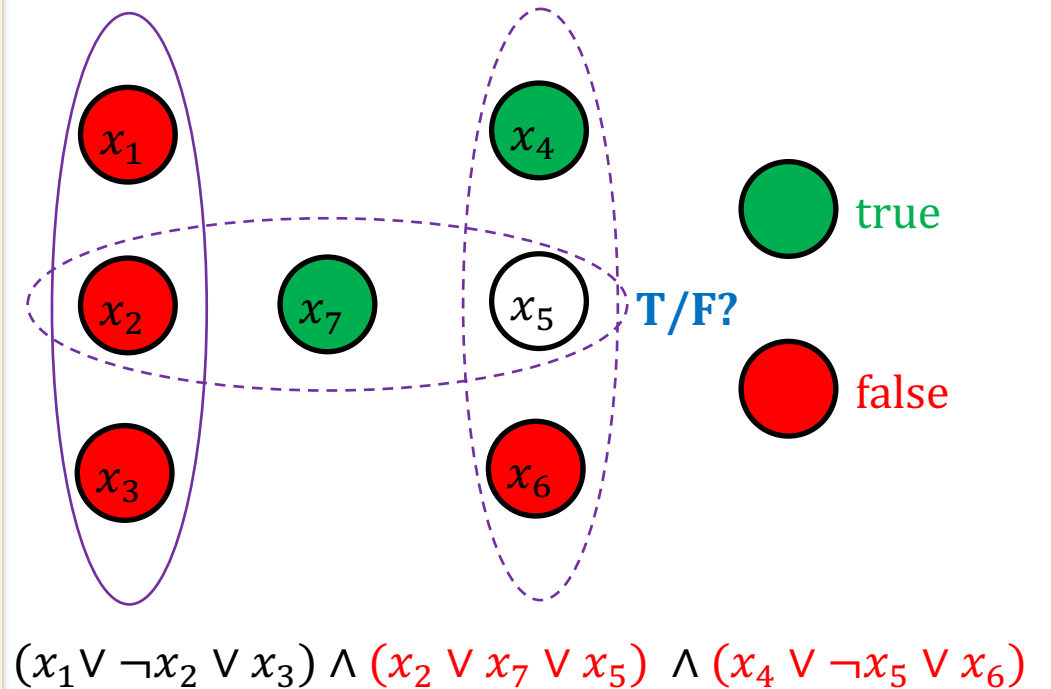 x₁ x₄
true
x₂ x₇ x₅ T/F?
false
x₃ x₆
(x₁ ∨ ¬x₂ ∨ x₃) ∧ (x₂ ∨ x₇ ∨ x₅) ∧ (x₄ ∨ ¬x₅ ∨ x₆)